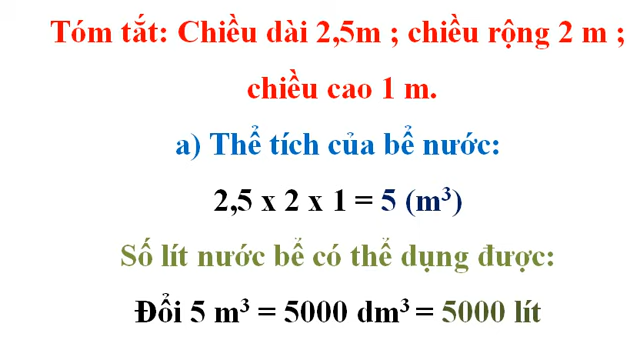 Tóm tắt: Chiều dài 2,5m ; chiều rộng 2 m ;
chiều cao 1 m.
a) Thể tích của bể nước:
2,5 x 2 x 1 = 5 (m³)
Số lít nước bể có thể dụng được:
Đổi 5 m³ = 5000 dm³ = 5000 lít